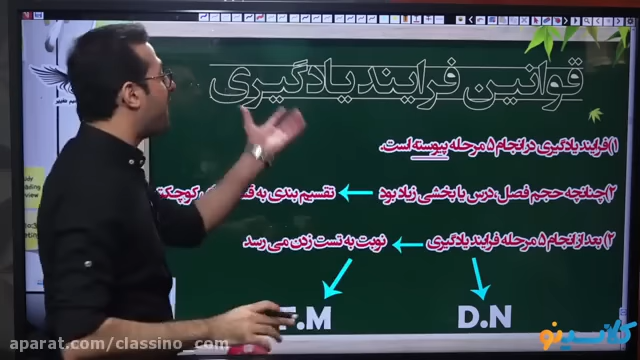 قوانین فرایند یادگیری
۱) فرایند یادگیری در انجام ۵ مرحله پیوسته است.
۲) چنانچه حجم فصل، درس یا بخشی زیاد بود ← تقسیم بندی به
۲) بعد از انجام ۵ مرحله فرایند یادگیری ← نوبت به تست زدن می رسد
D.N
.M
کلاسینو
aparat.com/classino_com